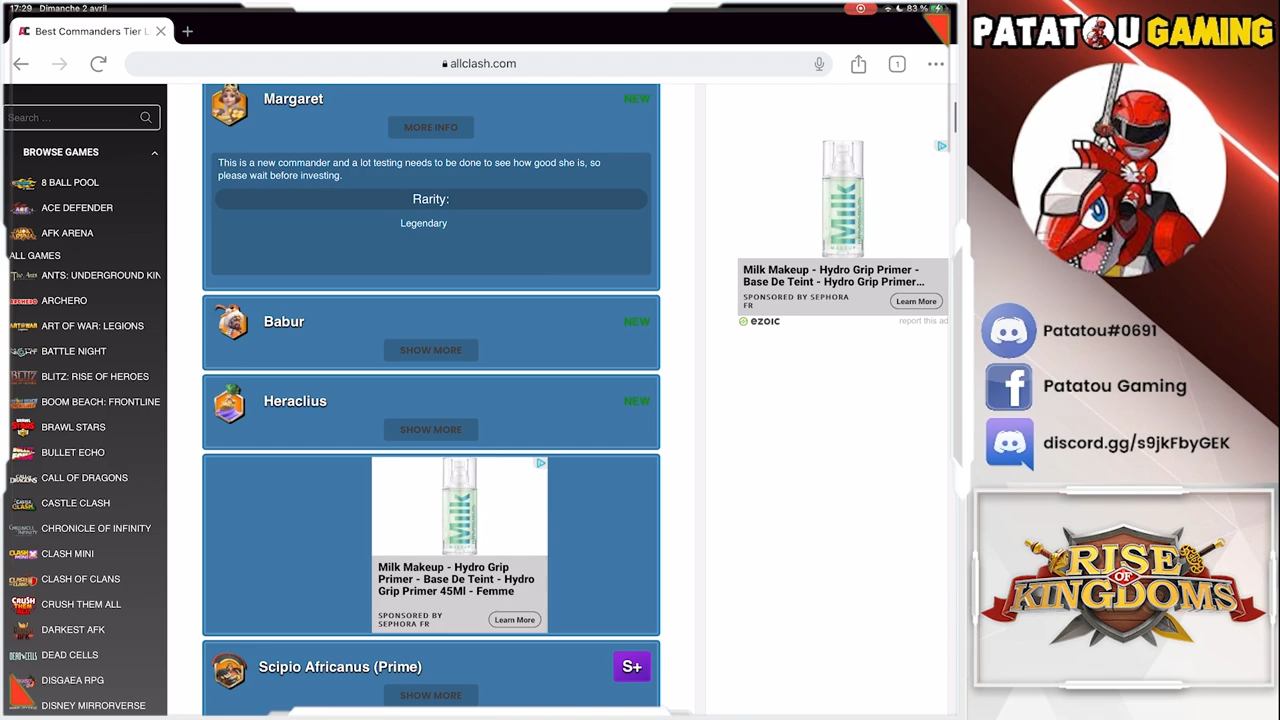 17:29 Dimanche 2 avril
83 %
Best Commanders Tier L
allclash.com
1
Search ...
BROWSE GAMES
8 BALL POOL
ACE DEFENDER
AFK ARENA
ALL GAMES
ANTS: UNDERGROUND KIN
ARCHERO
ART OF WAR: LEGIONS
BATTLE NIGHT
BLITZ: RISE OF HEROES
BOOM BEACH: FRONTLINE
BRAWL STARS
BULLET ECHO
CALL OF DRAGONS
CASTLE CLASH
CHRONICLE OF INFINITY
CLASH MINI
CLASH OF CLANS
CRUSH THEM ALL
DARKEST AFK
DEAD CELLS
DISGAEA RPG
DISNEY MIRRORVERSE
Margaret
NEW
MORE INFO
This is a new commander and a lot testing needs to be done to see how good she is, so
please wait before investing.
Rarity:
Legendary
Babur
NEW
SHOW MORE
Heraclius
NEW
SHOW MORE
Milk
Milk Makeup - Hydro Grip
Primer - Base De Teint - Hydro
Grip Primer 45Ml - Femme
SPONSORED BY
SEPHORA FR
Learn More
Scipio Africanus (Prime)
S+
SHOW MORE
Milk
Milk Makeup - Hydro Grip Primer -
Base De Teint - Hydro Grip Primer...
SPONSORED BY SEPHORA
FR
Learn More
ezoic
report this ad
PATATOU GAMING
Patatou#0691
Patatou Gaming
discord.gg/s9jkFbyGEK
RISE
OF
KINGDOMS